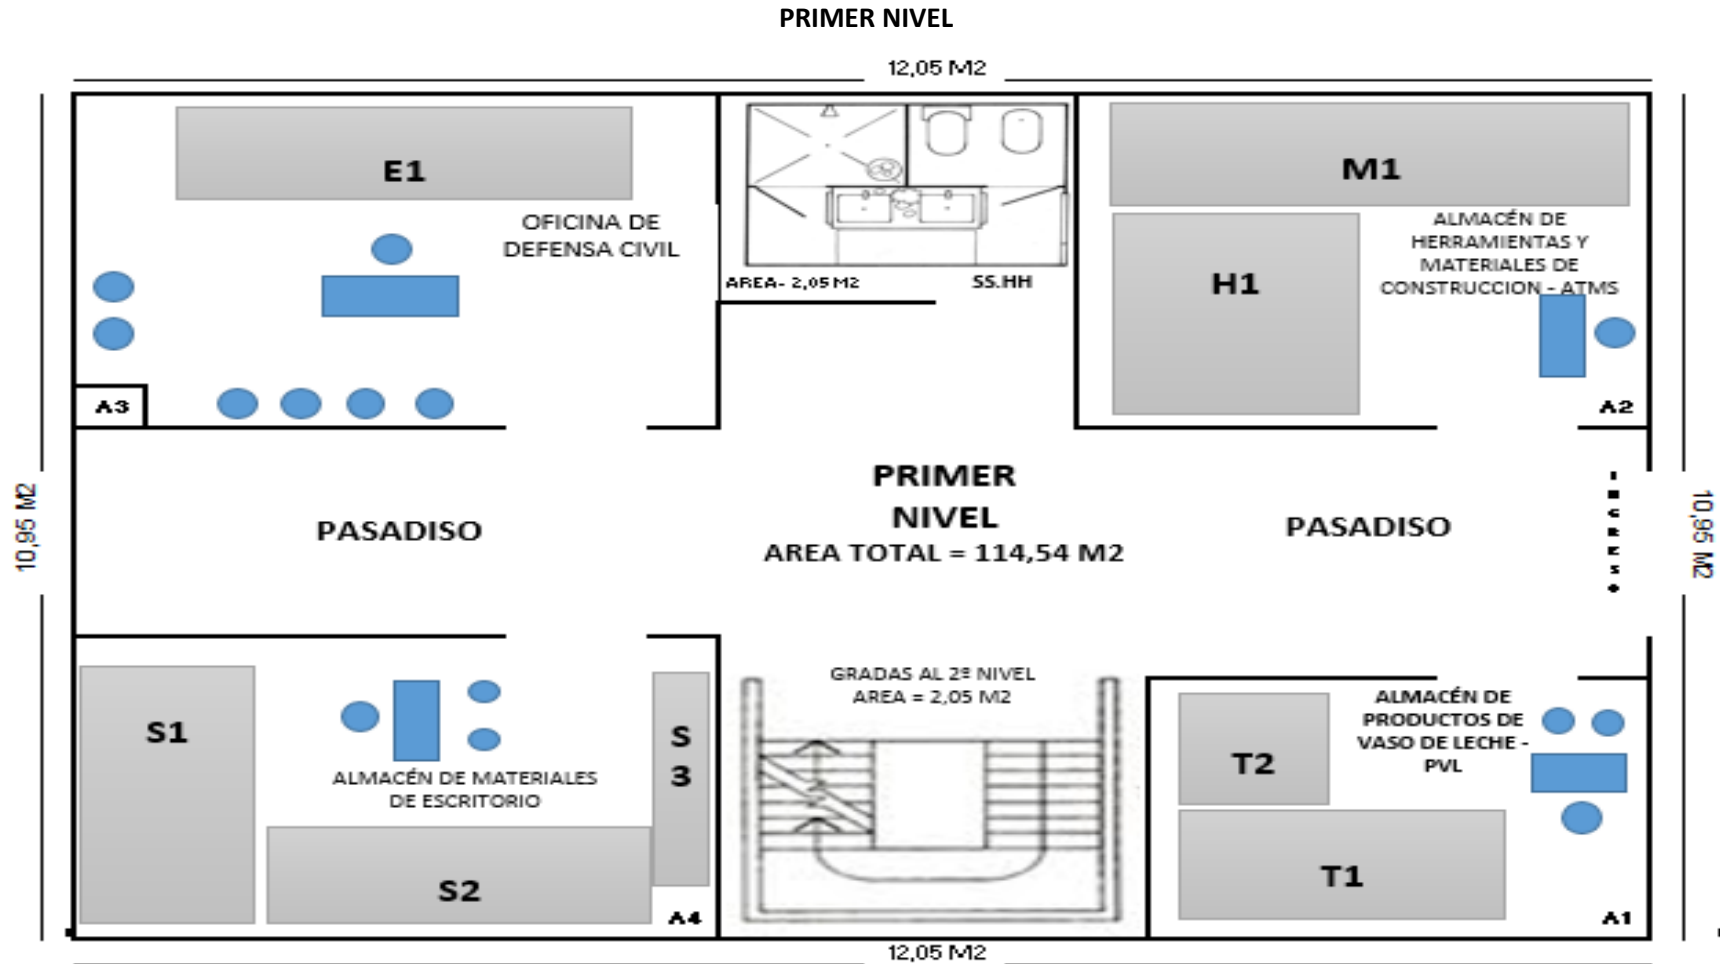 PRIMER NIVEL
12,05 M2
E1
M1
OFICINA DE
DEFENSA CIVIL
ALMACÉN DE
HERRAMIENTAS Y
MATERIALES DE
CONSTRUCCION - ATMS
H1
AREA- 2,05 M2
SS.HH
A3
A2
10,95 M2
PASADISO
PRIMER
NIVEL
AREA TOTAL = 114,54 M2
PASADISO
INGRESO
10,95 M2
GRADAS AL 2º NIVEL
AREA = 2,05 M2
S1
S
3
ALMACÉN DE MATERIALES
DE ESCRITORIO
S2
A4
ALMACÉN DE
PRODUCTOS DE
VASO DE LECHE -
PVL
T2
T1
A1
12,05 M2